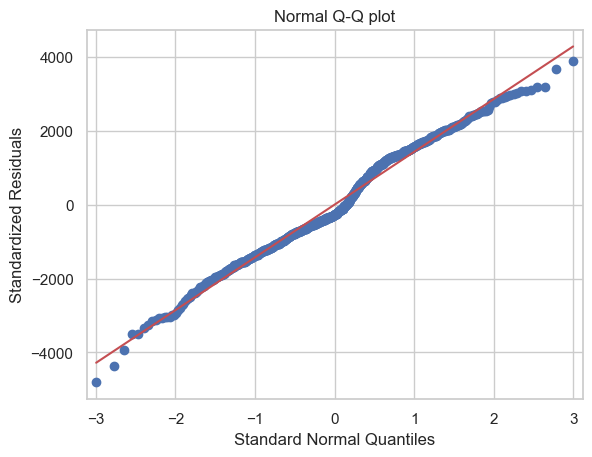 Normal Q-Q plot
Standardized Residuals
4000
2000
0
−2000
−4000
−3 −2 −1 0 1 2 3
Standard Normal Quantiles